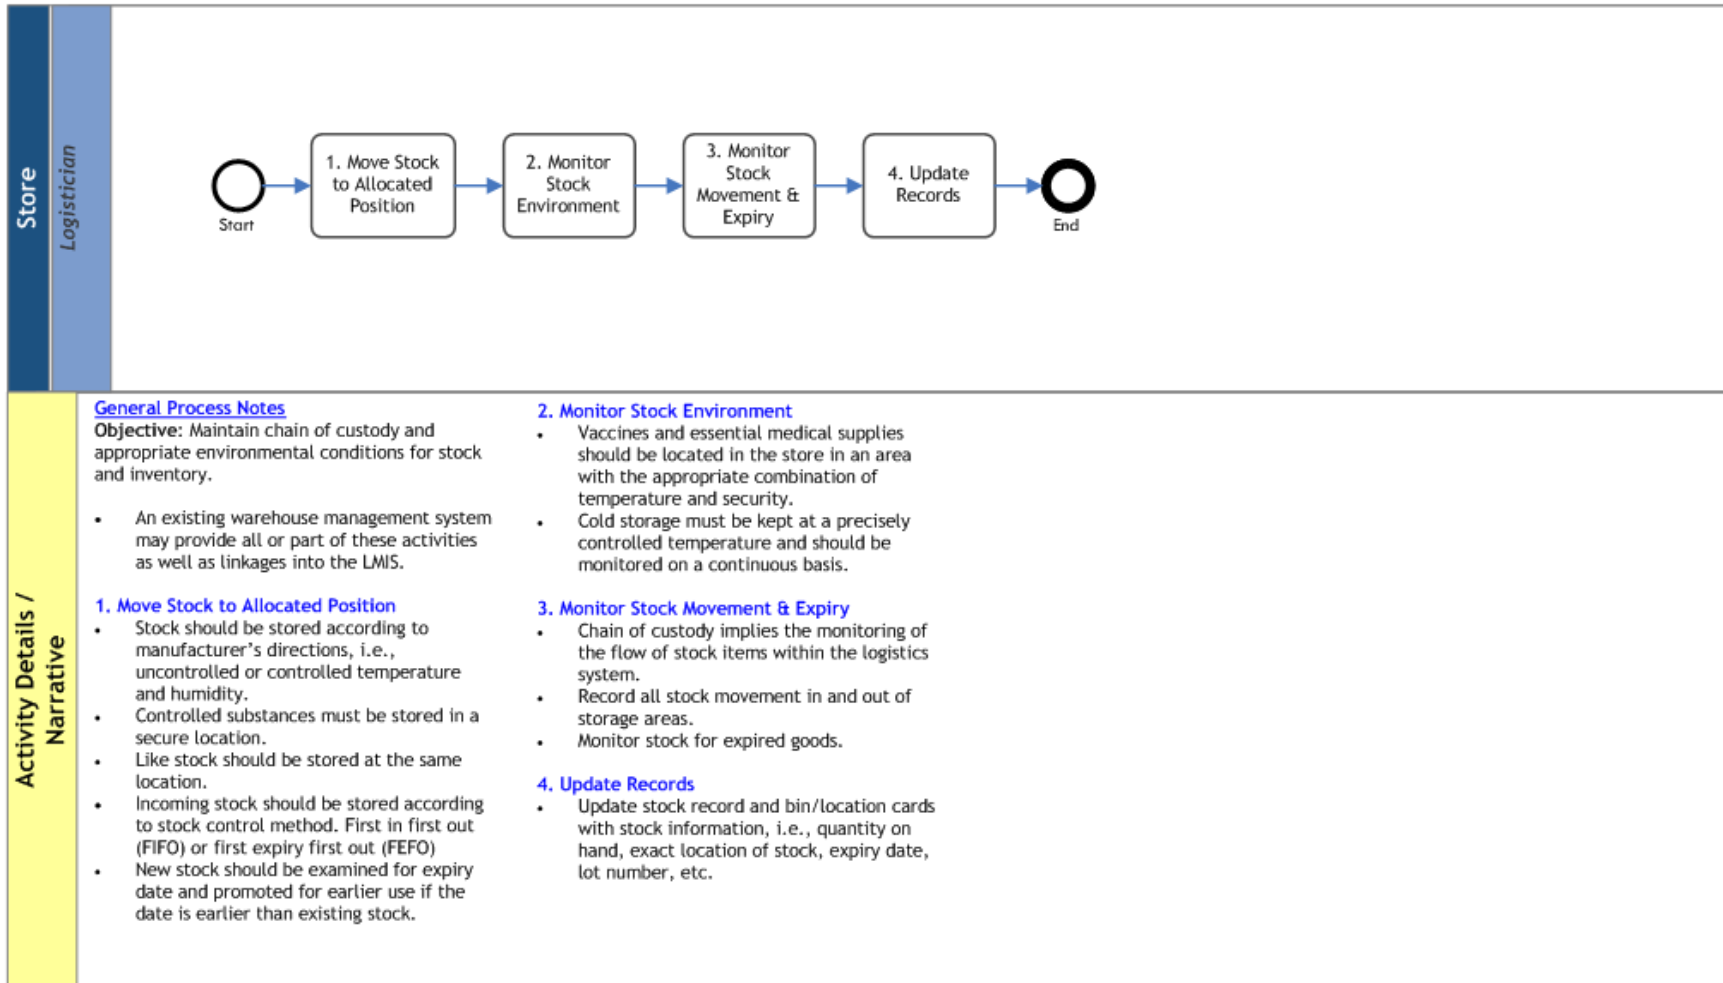 Store
Logistician
Start
1. Move Stock
to Allocated
Position
2. Monitor
Stock
Environment
3. Monitor
Stock
Movement &
Expiry
4. Update
Records
End
Activity Details /
Narrative
General Process Notes
Objective: Maintain chain of custody and
appropriate environmental conditions for stock
and inventory.
• An existing warehouse management system
may provide all or part of these activities
as well as linkages into the LMIS.
1. Move Stock to Allocated Position
• Stock should be stored according to
manufacturer's directions, i.e.,
uncontrolled or controlled temperature
and humidity.
• Controlled substances must be stored in a
secure location.
• Like stock should be stored at the same
location.
• Incoming stock should be stored according
to stock control method. First in first out
(FIFO) or first expiry first out (FEFO)
• New stock should be examined for expiry
date and promoted for earlier use if the
date is earlier than existing stock.
2. Monitor Stock Environment
• Vaccines and essential medical supplies
should be located in the store in an area
with the appropriate combination of
temperature and security.
• Cold storage must be kept at a precisely
controlled temperature and should be
monitored on a continuous basis.
3. Monitor Stock Movement & Expiry
• Chain of custody implies the monitoring of
the flow of stock items within the logistics
system.
• Record all stock movement in and out of
storage areas.
• Monitor stock for expired goods.
4. Update Records
• Update stock record and bin/location cards
with stock information, i.e., quantity on
hand, exact location of stock, expiry date,
lot number, etc.